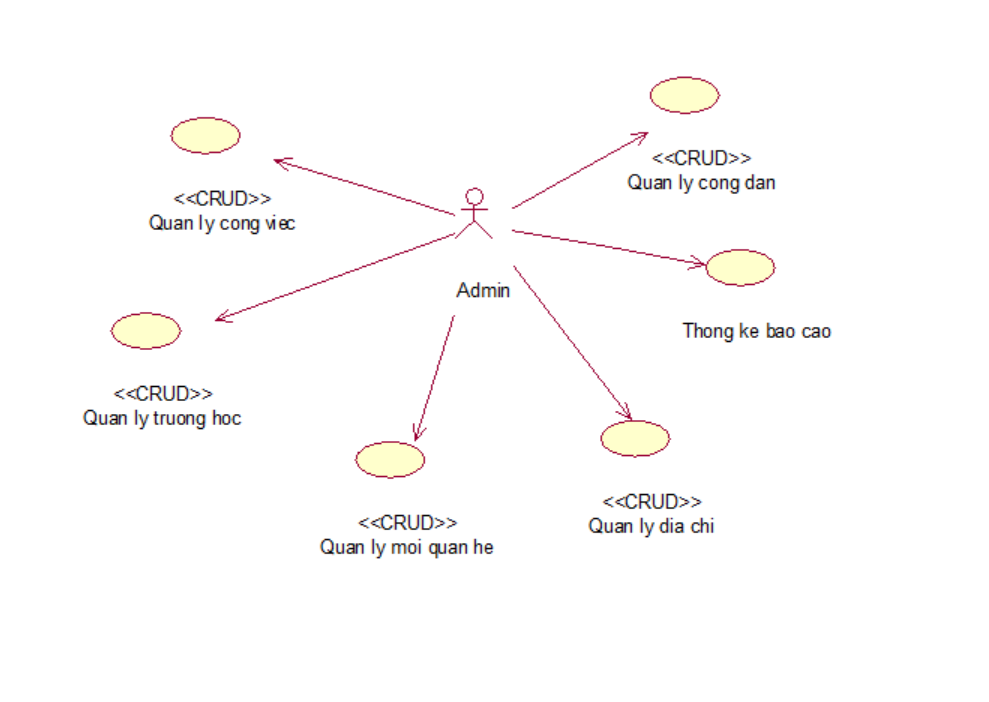 <<CRUD>>
Quan ly cong dan
<<CRUD>>
Quan ly cong viec
Admin
Thong ke bao cao
<<CRUD>>
Quan ly truong hoc
<<CRUD>>
Quan ly dia chi
<<CRUD>>
Quan ly moi quan he